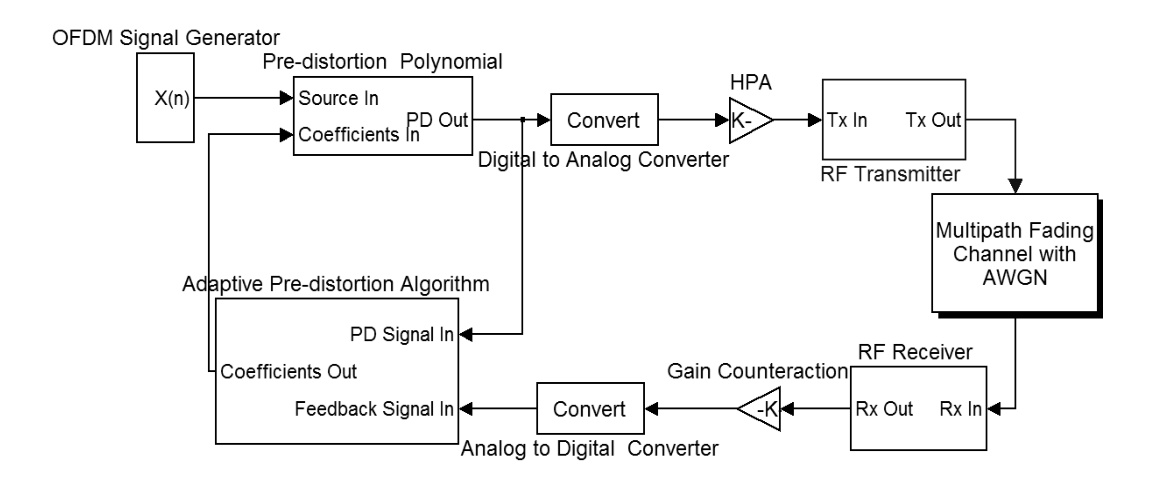 OFDM Signal Generator
X(n)
Pre-distortion Polynomial
Source In
Coefficients In
PD Out
Convert
Digital to Analog Converter
HPA
K-
Tx In
Tx Out
RF Transmitter
Multipath Fading
Channel with
AWGN
Adaptive Pre-distortion Algorithm
PD Signal In
Coefficients Out
Feedback Signal In
Convert
Analog to Digital Converter
Gain Counteraction
-K
RF Receiver
Rx Out
Rx In